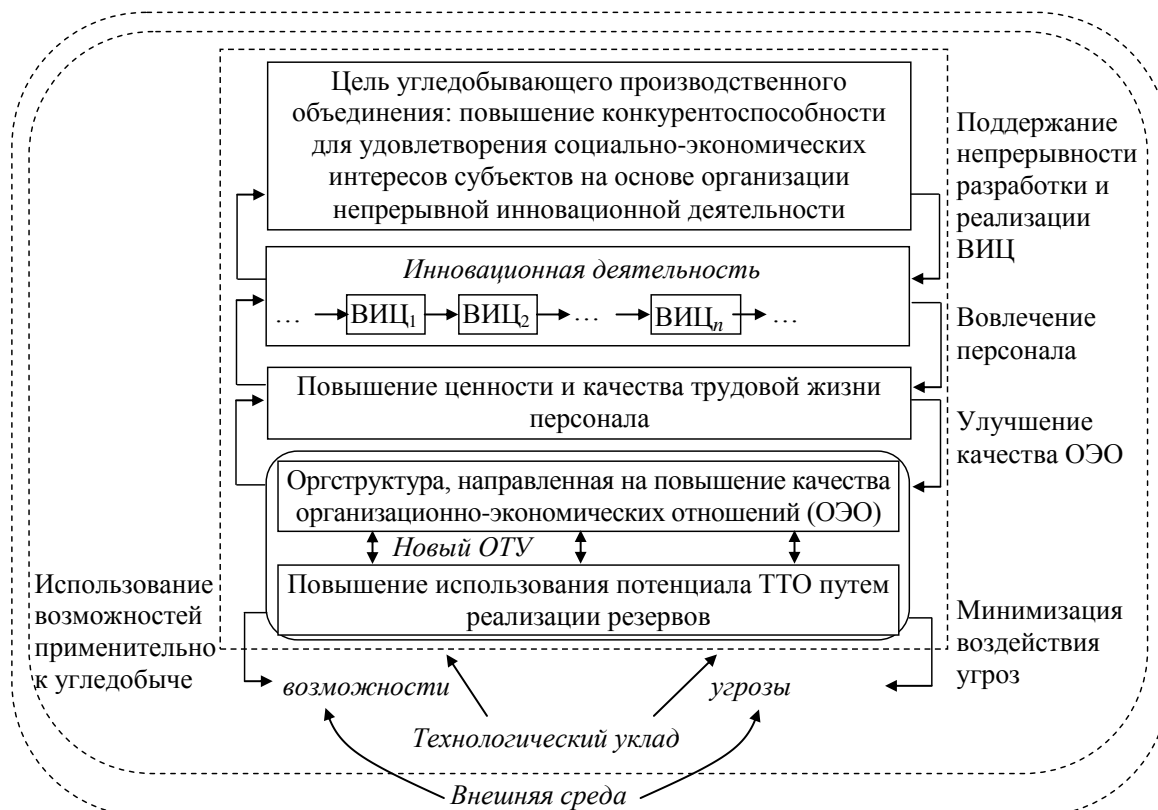 Цель угледобывающего производственного
объединения: повышение конкурентоспособности
для удовлетворения социально-экономических
интересов субъектов на основе организации
непрерывной инновационной деятельности
Поддержание
непрерывности
разработки и
реализации
ВИЦ
Инновационная деятельность
… ВИЦ1 ВИЦ2 … ВИЦn …
Вовлечение
персонала
Повышение ценности и качества трудовой жизни
персонала
Улучшение
качества ОЭО
Оргструктура, направленная на повышение качества
организационно-экономических отношений (ОЭО)
Новый ОТУ
Повышение использования потенциала ТТО путем
реализации резервов
Использование
возможностей
применительно
к угледобыче
Минимизация
воздействия
угроз
возможности
угрозы
Технологический уклад
Внешняя среда